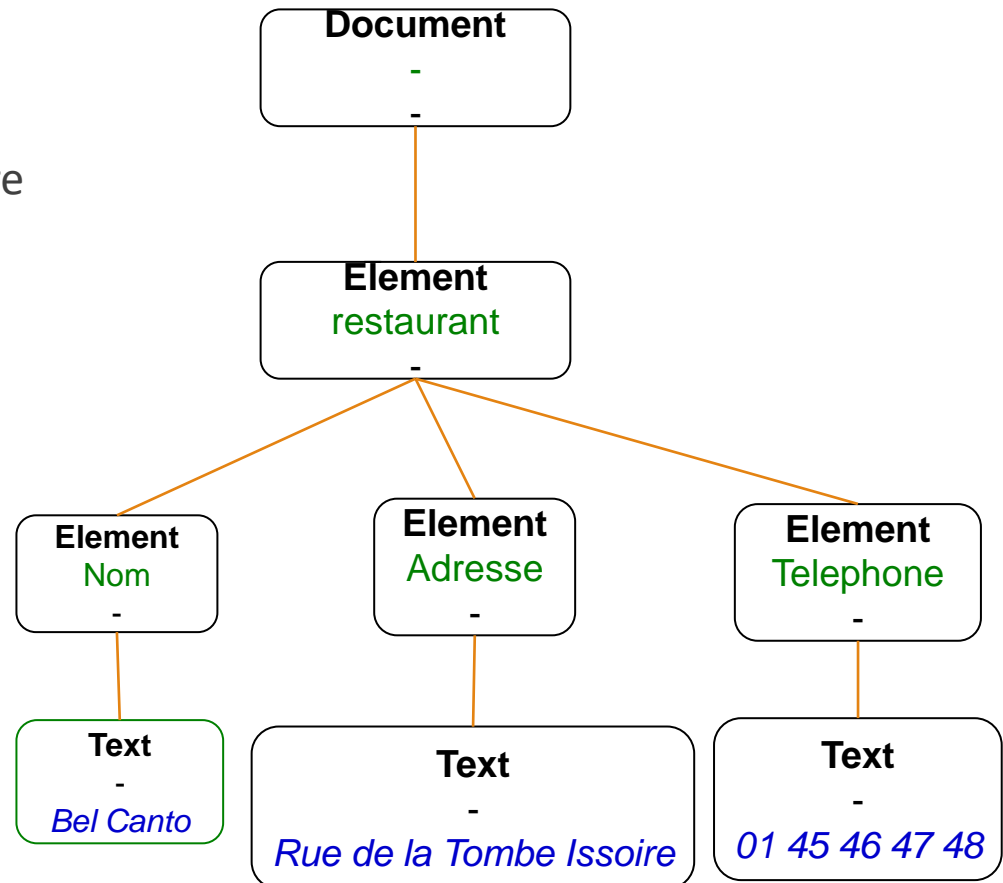 Document
-
-
e
Element
restaurant
-
Element
Nom
-
Element
Adresse
-
Element
Telephone
-
Text
-
Bel Canto
Text
-
Rue de la Tombe Issoire
Text
-
01 45 46 47 48